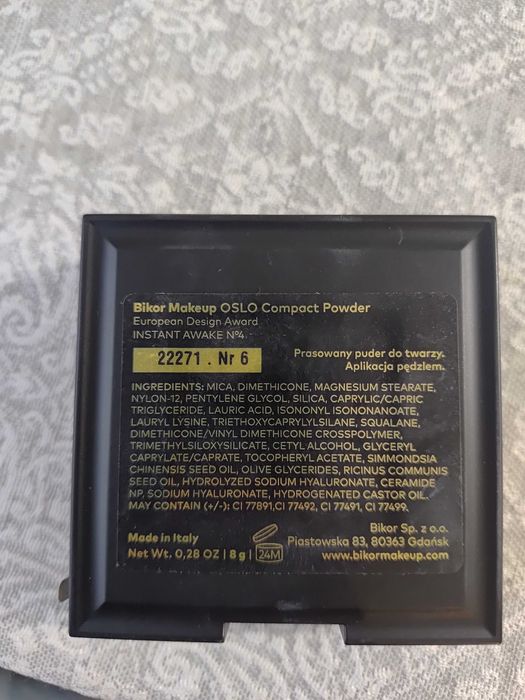 Bikor Makeup OSLO Compact Powder
European Design Award
INSTANT AWAKE Nº4
22271 . Nr 6
Prasowany puder do twarzy.
Aplikacja pędzlem.
INGREDIENTS: MICA, DIMETHICONE, MAGNESIUM STEARATE,
NYLON-12, PENTYLENE GLYCOL, SILICA, CAPRYLIC/CAPRIC
TRIGLYCERIDE, LAURIC ACID, ISONONYL ISONONANOATE,
LAURYL LYSINE, TRIETHOXYCAPRYLYLSILANE, SQUALANE,
DIMETHICONE/VINYL DIMETHICONE CROSSPOLYMER,
TRIMETHYLSILOXYSILICATE, CETYL ALCOHOL, GLYCERYL
CAPRYLATE/CAPRATE, TOCOPHERYL ACETATE, SIMMONDSIA
CHINENSIS SEED OIL, OLIVE GLYCERIDES, RICINUS COMMUNIS
SEED OIL, HYDROLYZED SODIUM HYALURONATE, CERAMIDE
NP, SODIUM HYALURONATE, HYDROGENATED CASTOR OIL.
MAY CONTAIN (+/-): CI 77891,CI 77492, CI 77491, CI 77499.
Bikor Sp. z o.o.
Made in Italy
Piastowska 83, 80363 Gdańsk
Net Wt. 0,28 OZ | 8 g |
24M
www.bikormakeup.com